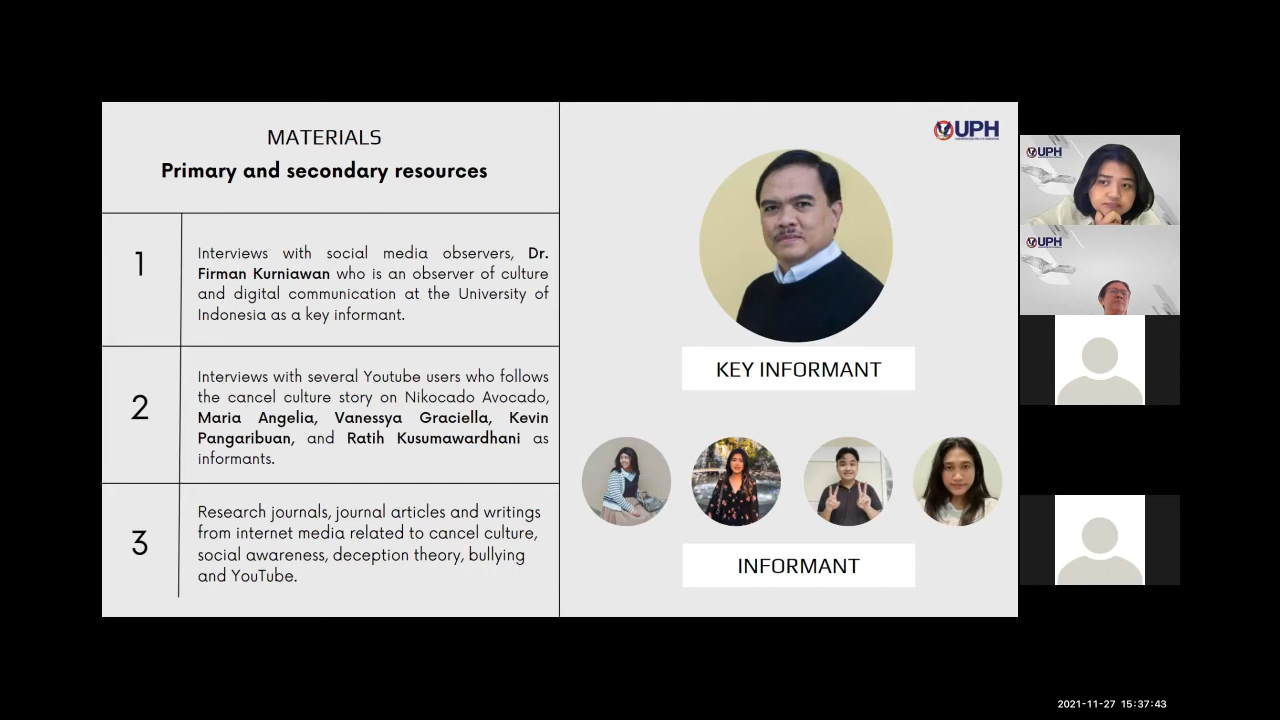 MATERIALS
Primary and secondary resources
1
Interviews with social media observers, Dr.
Firman Kurniawan who is an observer of culture
and digital communication at the University of
Indonesia as a key informant.
2
Interviews with several Youtube users who follows
the cancel culture story on Nikocado Avocado,
Maria Angelia, Vanessya Graciella, Kevin
Pangaribuan, and Ratih Kusumawardhani as
informants.
3
Research journals, journal articles and writings
from internet media related to cancel culture,
social awareness, deception theory, bullying
and YouTube.
UPH
KEY INFORMANT
INFORMANT
UPH
UPH
2021-11-27 15:37:43